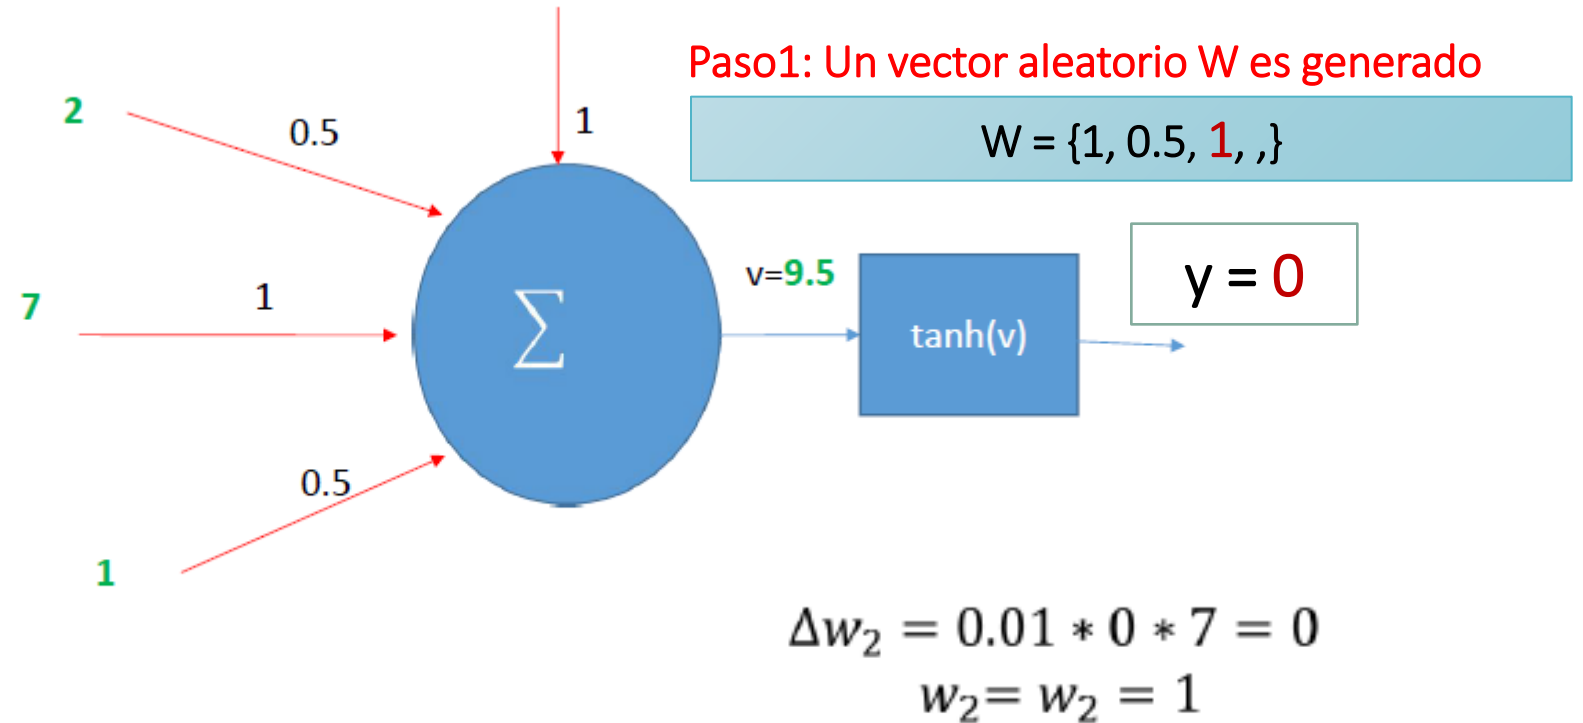 Paso1: Un vector aleatorio W es generado
W = {1, 0.5, 1, ,}
2
0.5
1
7
1
∑
v=9.5
tanh(v)
y = 0
0.5
1
Δw₂ = 0.01 ∗ 0 ∗ 7 = 0
w₂= w₂ = 1